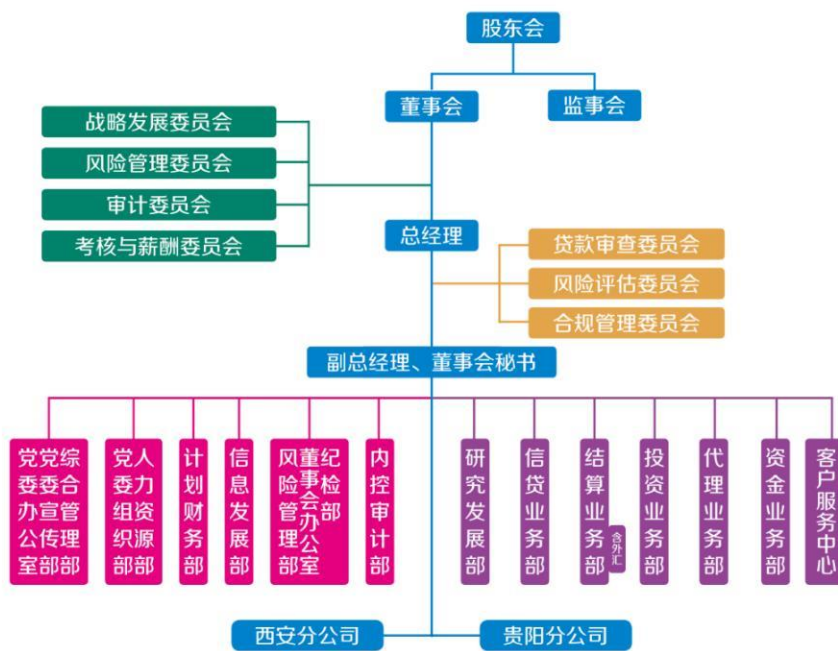 股东会
董事会
监事会
战略发展委员会
风险管理委员会
审计委员会
考核与薪酬委员会
总经理
贷款审查委员会
风险评估委员会
合规管理委员会
副总经理、董事会秘书
党委办公室
党委宣传部
综合管理部
党委组织部
人力资源部
计划财务部
信息发展部
风险管理部
董事会办公室
纪检部
内控审计部
研究发展部
信贷业务部
结算业务部
含外汇
投资业务部
代理业务部
资金业务部
客户服务中心
西安分公司
贵阳分公司